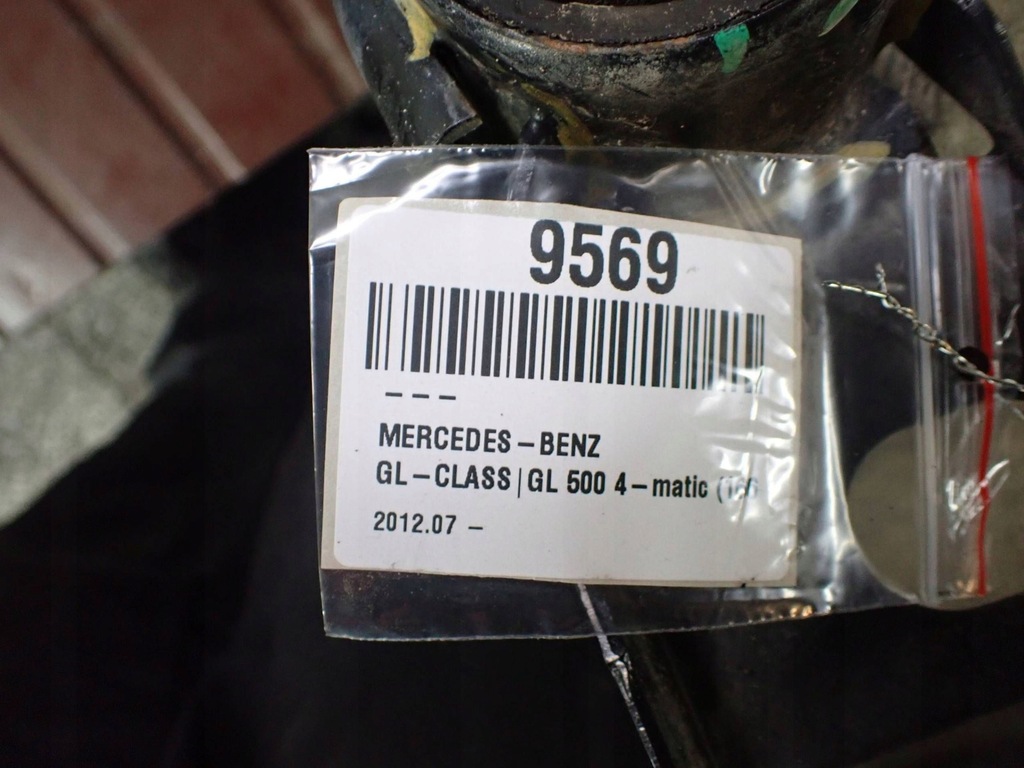 9569
– – –
MERCEDES – BENZ
GL – CLASS | GL 500 4 – matic
2012.07 –